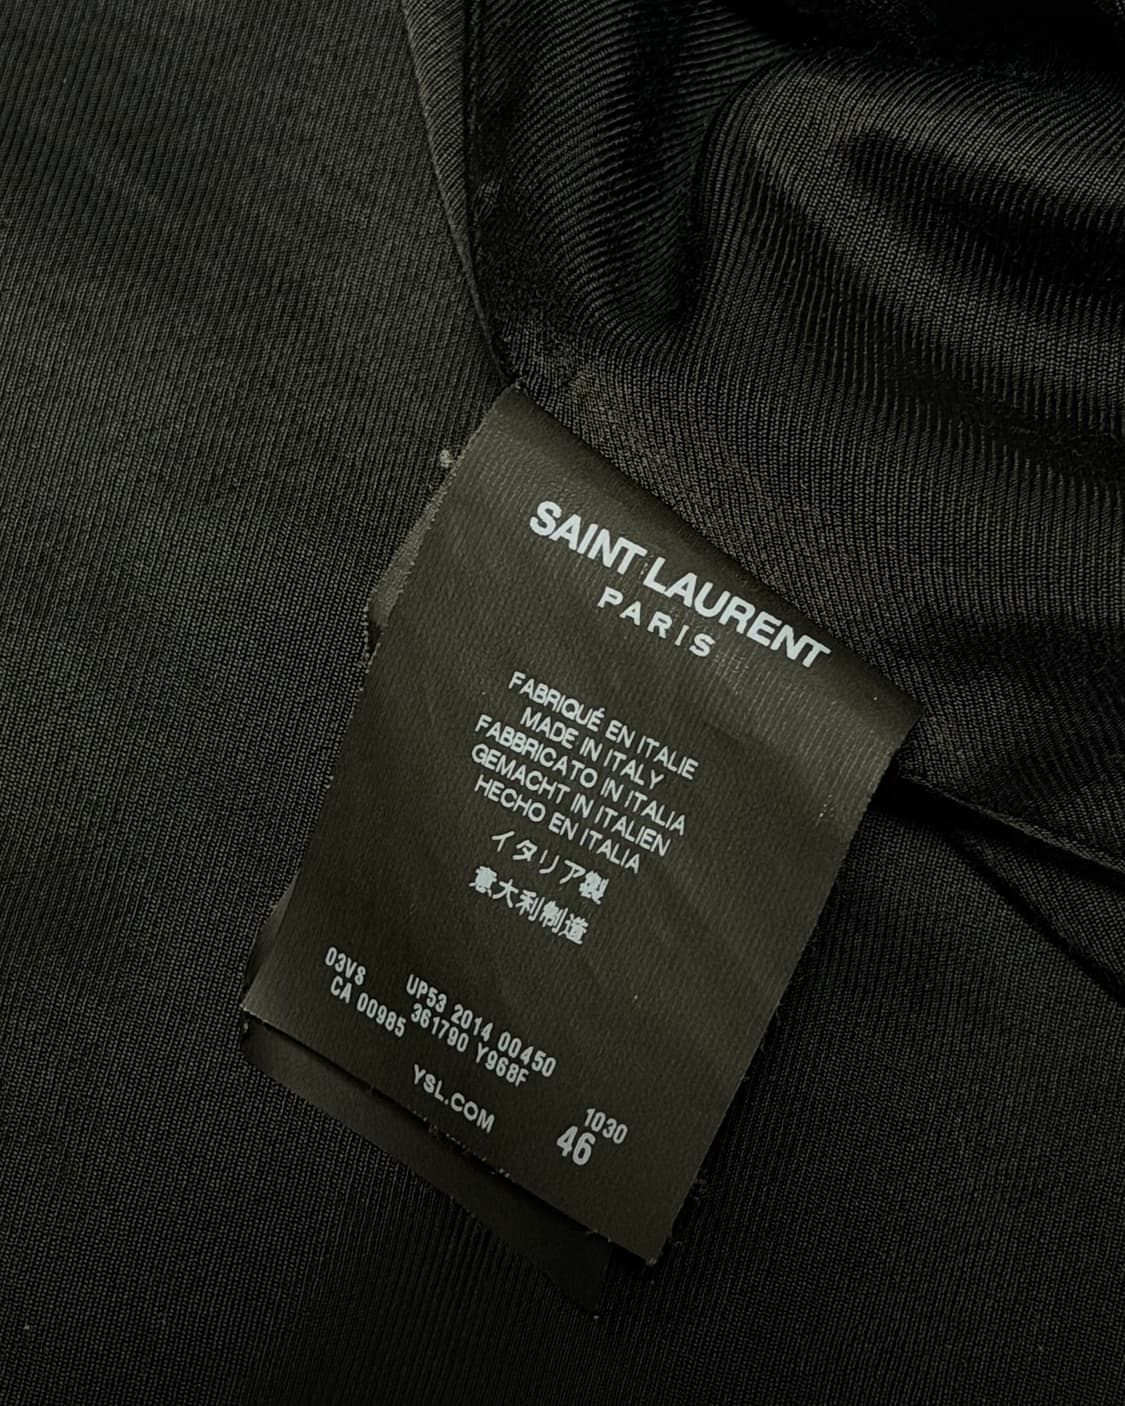 SAINT LAURENT
PARIS
FABRIQUÉ EN ITALIE
MADE IN ITALY
FABBRICATO IN ITALIA
GEMACHT IN ITALIEN
HECHO EN ITALIA
イタリア製
意大利制造
03VS UP53 2014 00450
CA 00985 361790 Y968F
YSL.COM
1030
46